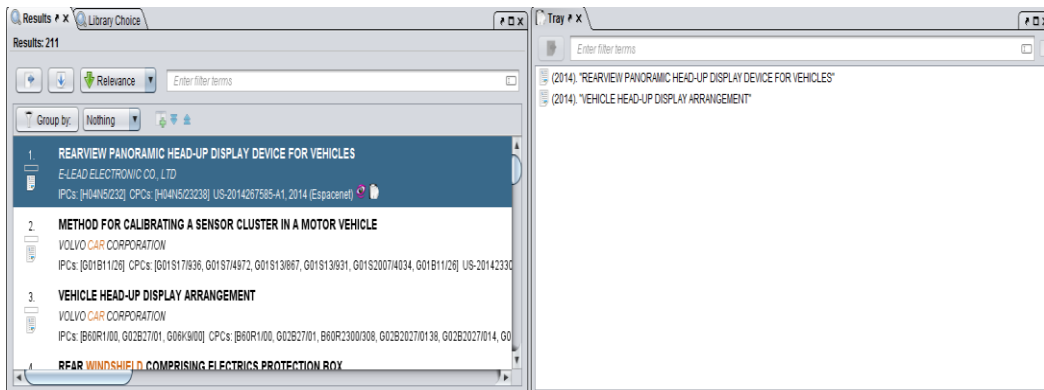 Results
Library Choice
Results: 211
Relevance
Enter filter terms
Group by:
Nothing
1.
REARVIEW PANORAMIC HEAD-UP DISPLAY DEVICE FOR VEHICLES
E-LEAD ELECTRONIC CO., LTD
IPCs: [H04N5/232] CPCs: [H04N5/23238] US-2014267585-A1, 2014 (Espacenet)
2.
METHOD FOR CALIBRATING A SENSOR CLUSTER IN A MOTOR VEHICLE
VOLVO CAR CORPORATION
IPCs: [G01B11/26] CPCs: [G01S17/936, G01S7/4972, G01S13/867, G01S13/931, G01S2007/4034, G01B11/26] US-20142330
3.
VEHICLE HEAD-UP DISPLAY ARRANGEMENT
VOLVO CAR CORPORATION
IPCs: [B60R1/00, G02B27/01, G06K9/00] CPCs: [B60R1/00, G02B27/01, B60R2300/308, G02B2027/0138, G02B2027/014, G0
4.
REAR WINDSHIELD COMPRISING ELECTRICS PROTECTION BOX
Tray
Enter filter terms
(2014). "REARVIEW PANORAMIC HEAD-UP DISPLAY DEVICE FOR VEHICLES"
(2014). "VEHICLE HEAD-UP DISPLAY ARRANGEMENT"